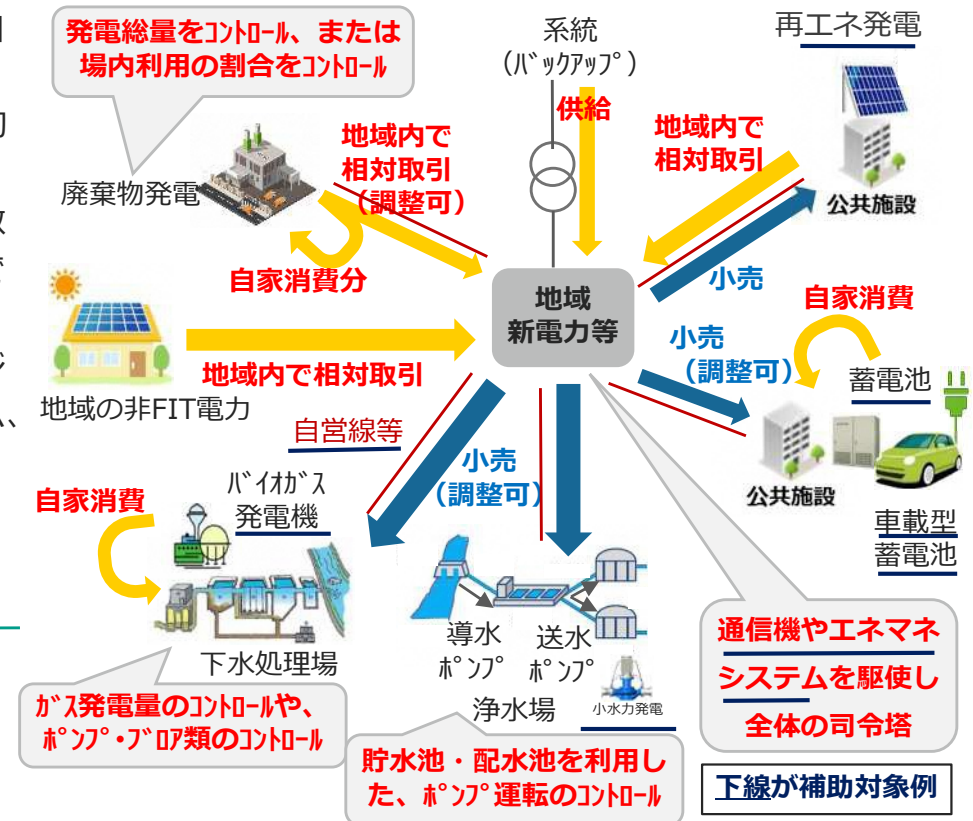 発電総量をｺﾝﾄﾛｰﾙ、または
場内利用の割合をｺﾝﾄﾛｰﾙ
系統
（ﾊﾞｯｸｱｯﾌﾟ）
供給
再エネ発電
地域内で
相対取引
（調整可）
地域内で
相対取引
廃棄物発電
公共施設
自家消費分
小売
地域
新電力等
自家消費
小売
（調整可）
地域内で相対取引
蓄電池
地域の非FIT電力
自営線等
小売
（調整可）
公共施設
自家消費
ﾊﾞｲｵｶﾞｽ
発電機
車載型
蓄電池
導水
ﾎﾟﾝﾌﾟ
送水
ﾎﾟﾝﾌﾟ
下水処理場
浄水場
小水力発電
通信機やエネマネ
システムを駆使し
全体の司令塔
ｶﾞｽ発電量のコントロールや、
ﾎﾟﾝﾌﾟ・ﾌﾞﾛｱ類のｺﾝﾄﾛｰﾙ
貯水池・配水池を利用し
た、ﾎﾟﾝﾌﾟ運転のｺﾝﾄﾛｰﾙ
下線が補助対象例